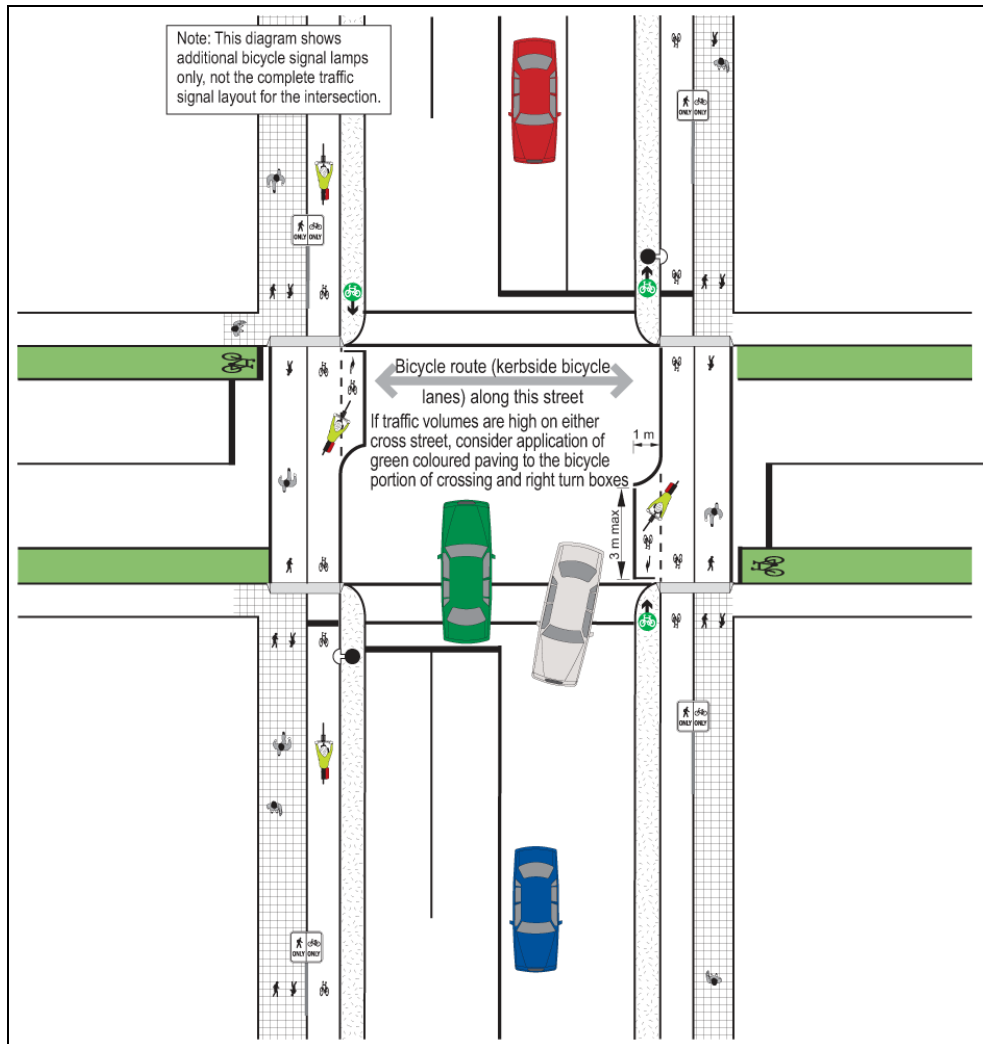 Note: This diagram shows
additional bicycle signal lamps
only, not the complete traffic
signal layout for the intersection.
ONLY ONLY
ONLY ONLY
Bicycle route (kerbside bicycle
lanes) along this street
If traffic volumes are high on either
cross street, consider application of
green coloured paving to the bicycle
portion of crossing and right turn boxes
1 m
3 m max
ONLY ONLY
ONLY ONLY